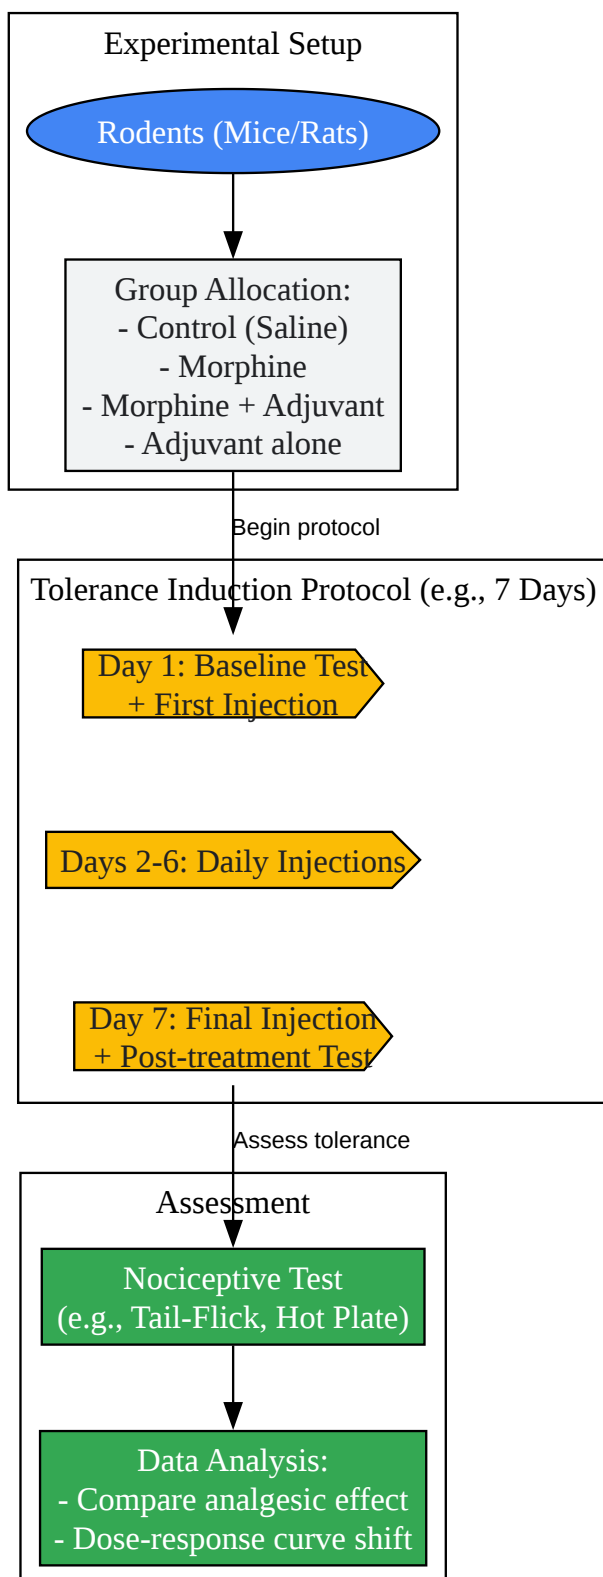 Experimental Setup
Rodents (Mice/Rats)
Group Allocation:
- Control (Saline)
- Morphine
- Morphine + Adjuvant
- Adjuvant alone
Begin protocol
Tolerance Induction Protocol (e.g., 7 Days)
Day 1: Baseline Test
+ First Injection
Days 2-6: Daily Injections
Day 7: Final Injection
+ Post-treatment Test
Assess tolerance
Assessment
Nociceptive Test
(e.g., Tail-Flick, Hot Plate)
Data Analysis:
- Compare analgesic effect
- Dose-response curve shift